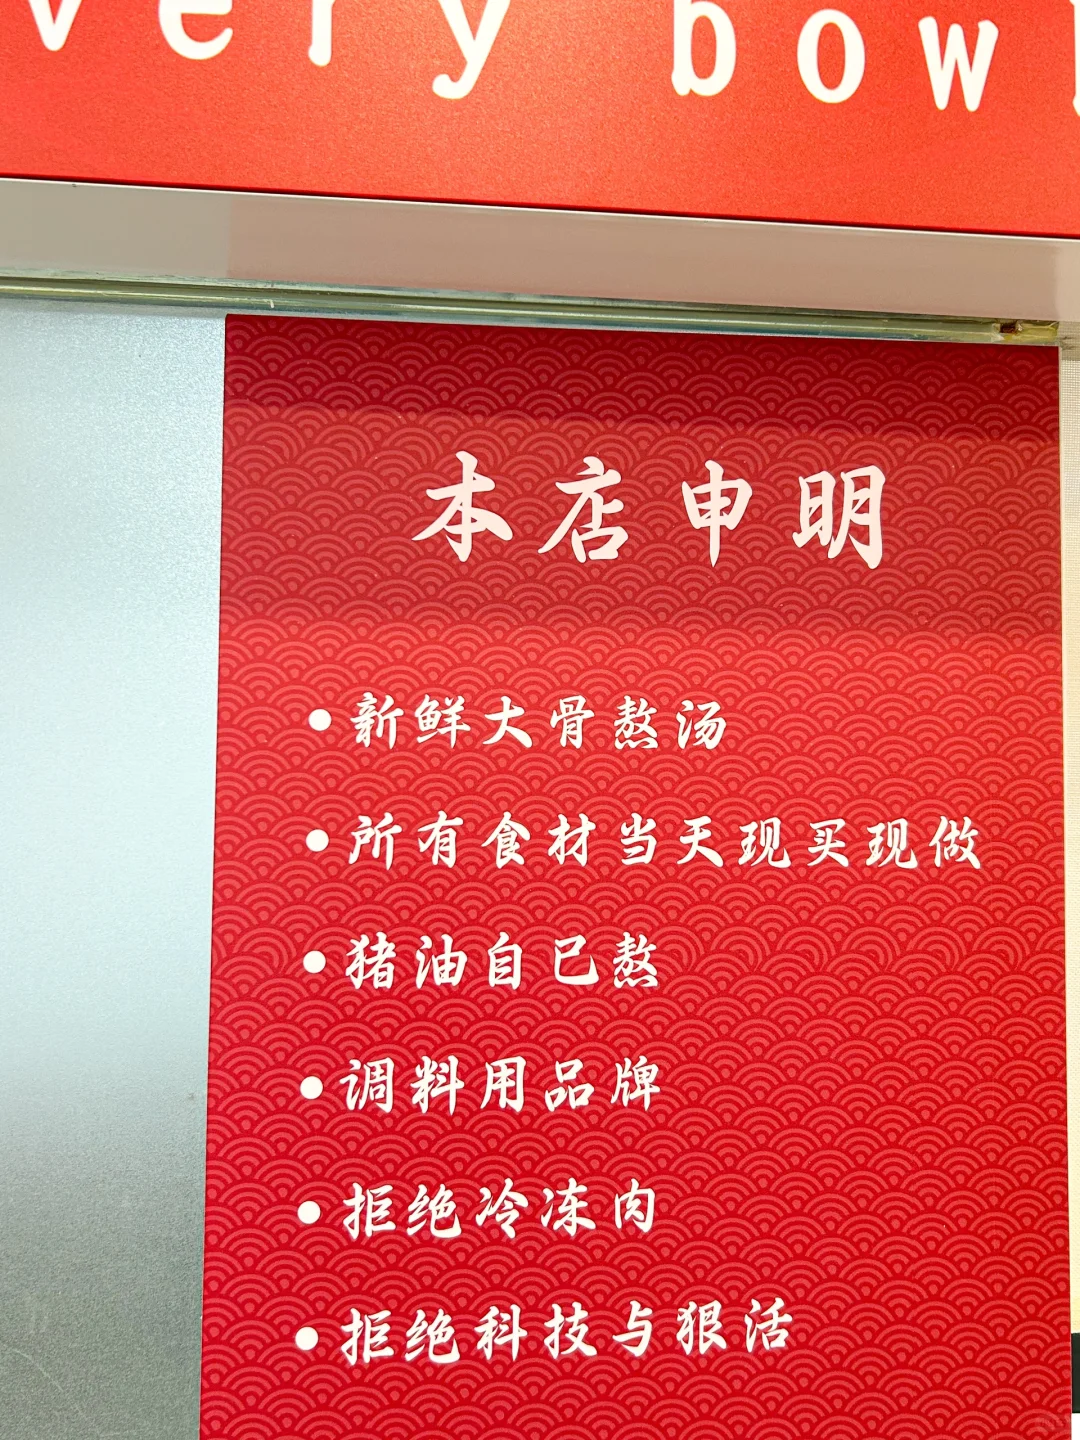 very bowl
本店申明
●新鲜大骨熬汤
●所有食材当天现买现做
●猪油自已熬
●调料用品牌
●拒绝冷冻肉
●拒绝科技与狠活